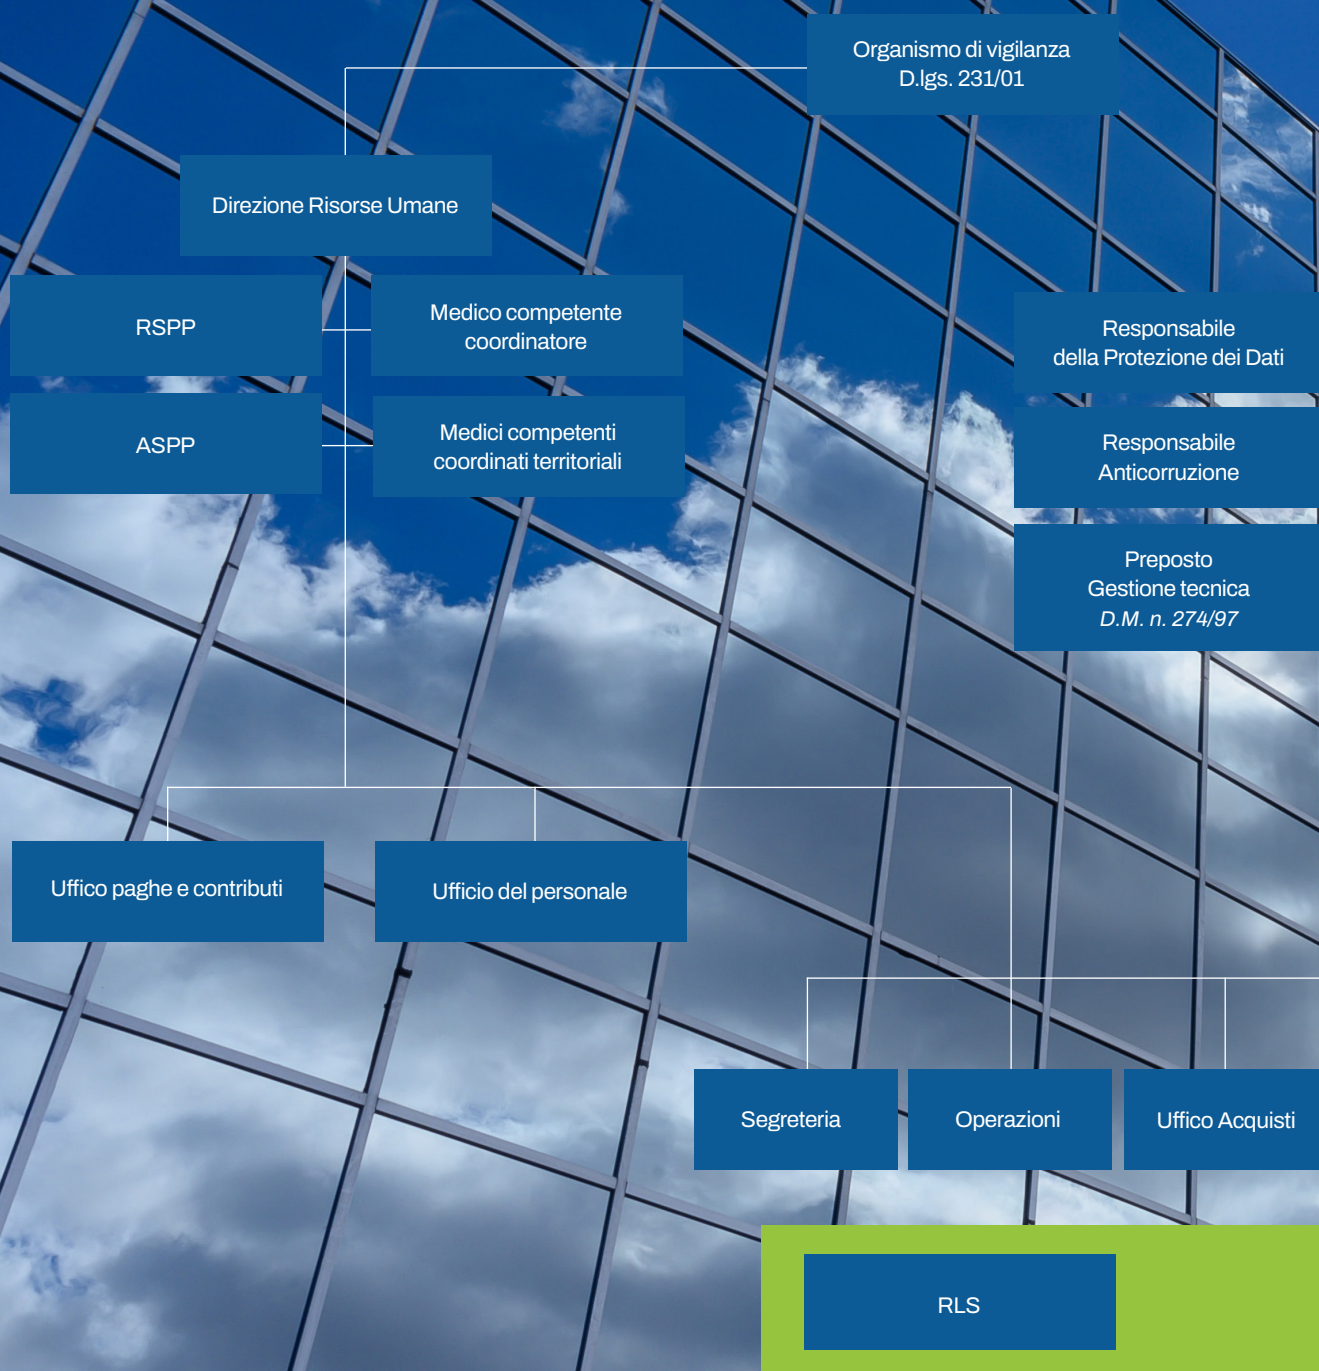 Organismo di vigilanza
D.lgs. 231/01
Direzione Risorse Umane
RSPP
Medico competente
coordinatore
Responsabile
della Protezione dei Dati
ASPP
Medici competenti
coordinati territoriali
Responsabile
Anticorruzione
Preposto
Gestione tecnica
D.M. n. 274/97
Uffico paghe e contributi
Ufficio del personale
Segreteria
Operazioni
Uffico Acquisti
RLS